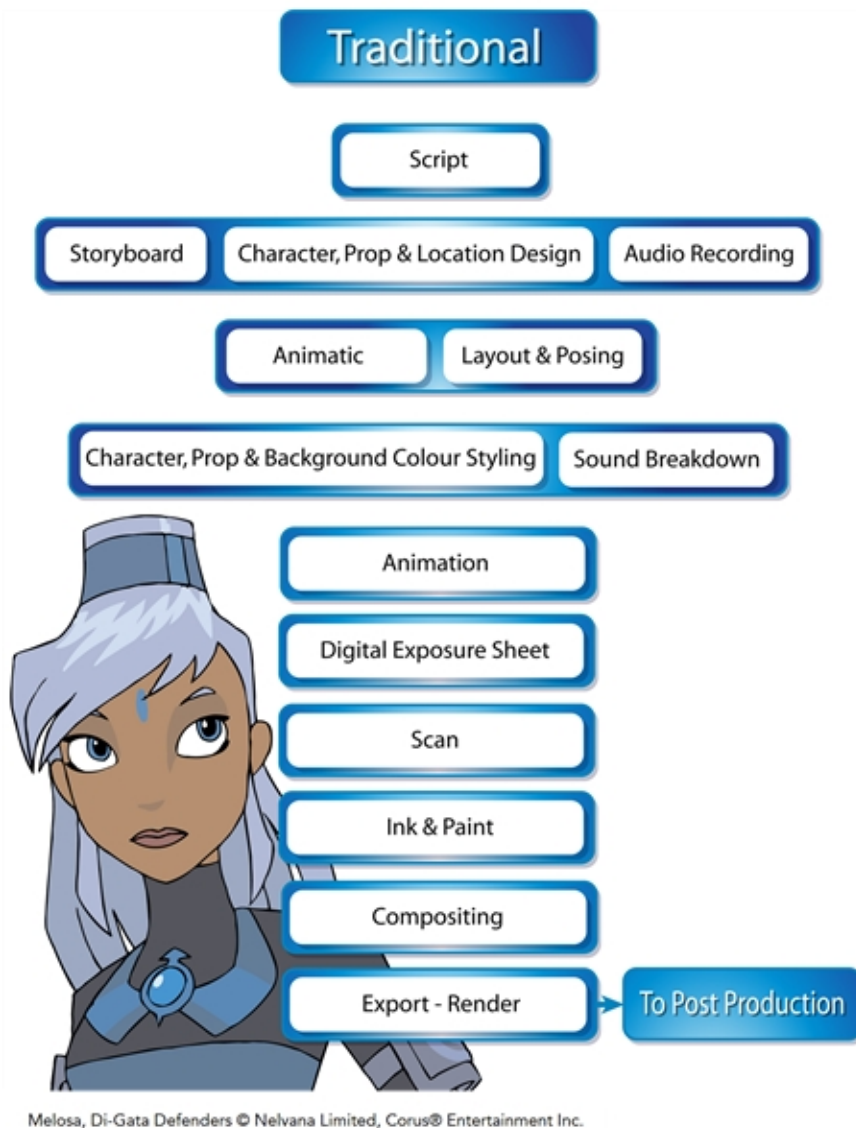 Traditional
Script
Storyboard
Character, Prop & Location Design
Audio Recording
Animatic
Layout & Posing
Character, Prop & Background Colour Styling
Sound Breakdown
Animation
Digital Exposure Sheet
Scan
Ink & Paint
Compositing
Export - Render
To Post Production
Melosa, Di-Gata Defenders © Nelvana Limited, Corus® Entertainment Inc.